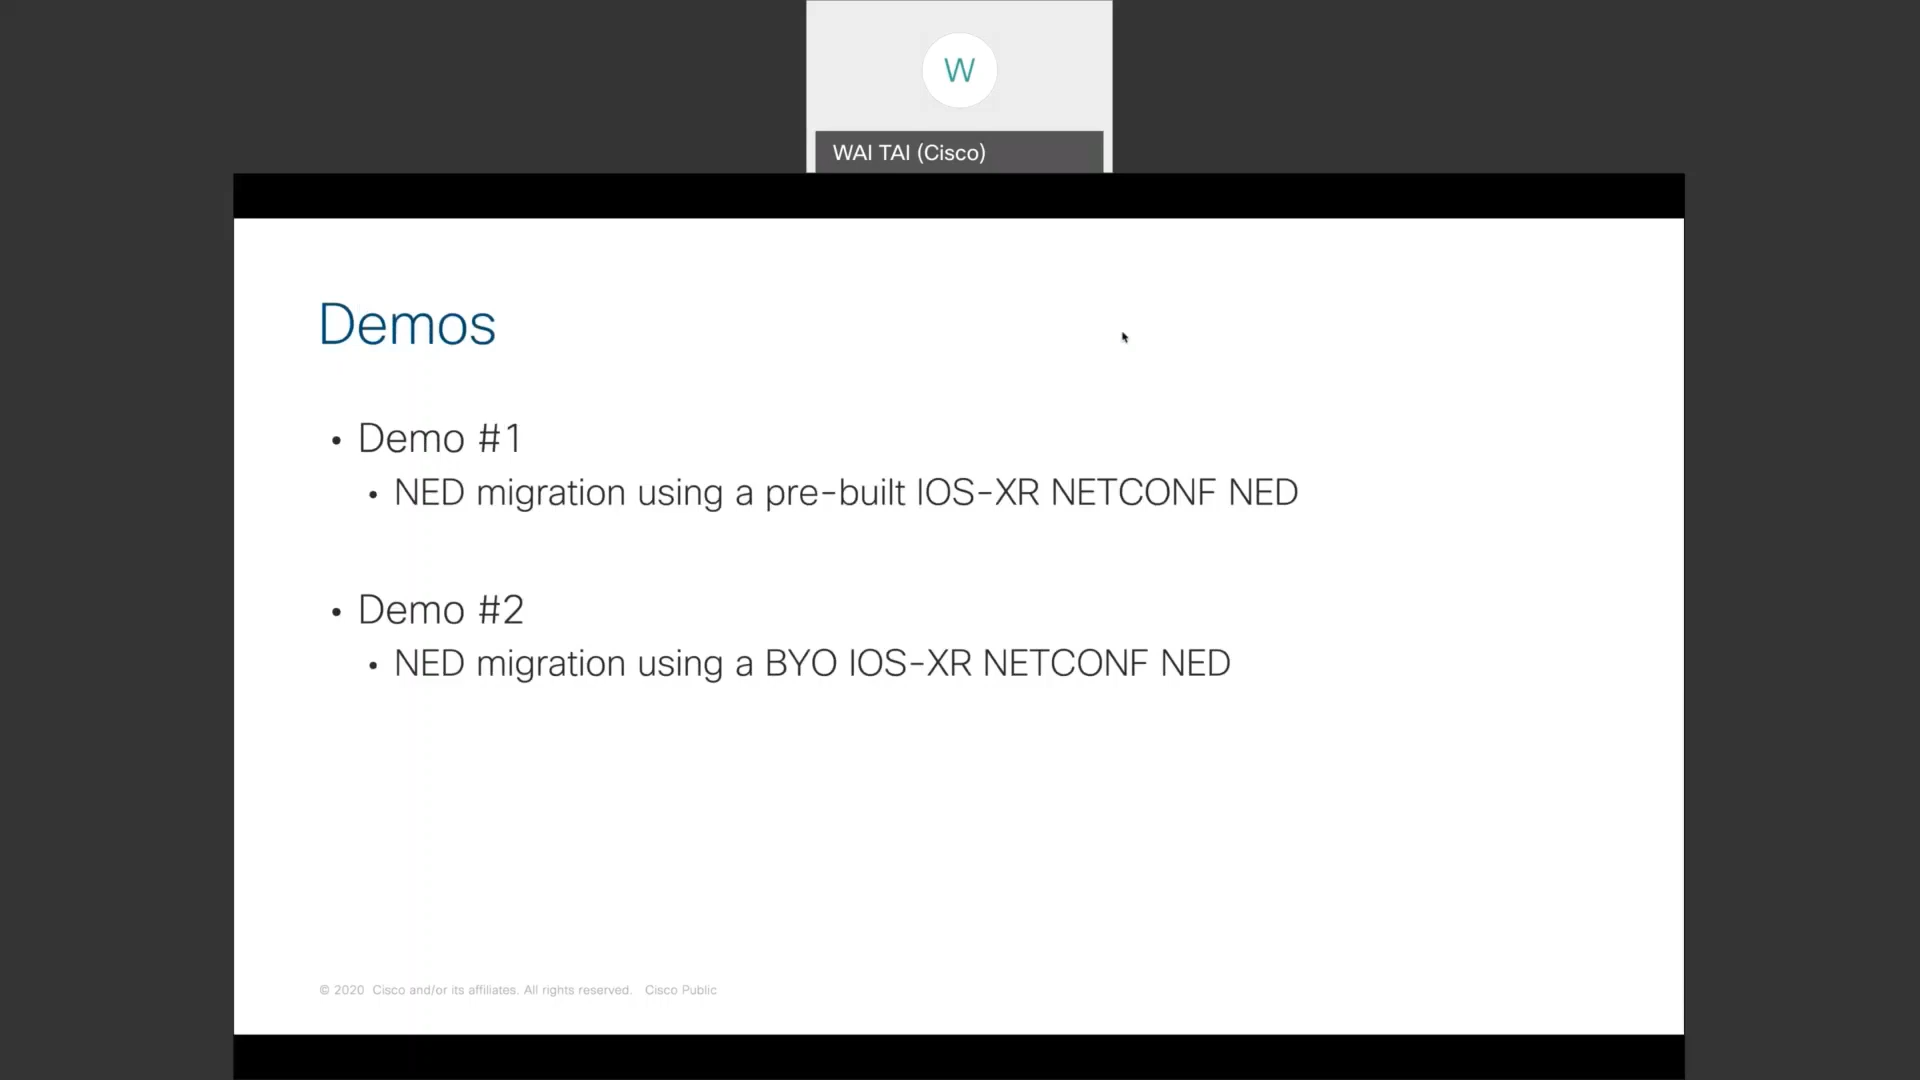 W
WAI TAI (Cisco)
Demos
• Demo #1
• NED migration using a pre-built IOS-XR NETCONF NED
• Demo #2
• NED migration using a BYO IOS-XR NETCONF NED
© 2020 Cisco and/or its affiliates. All rights reserved. Cisco Public